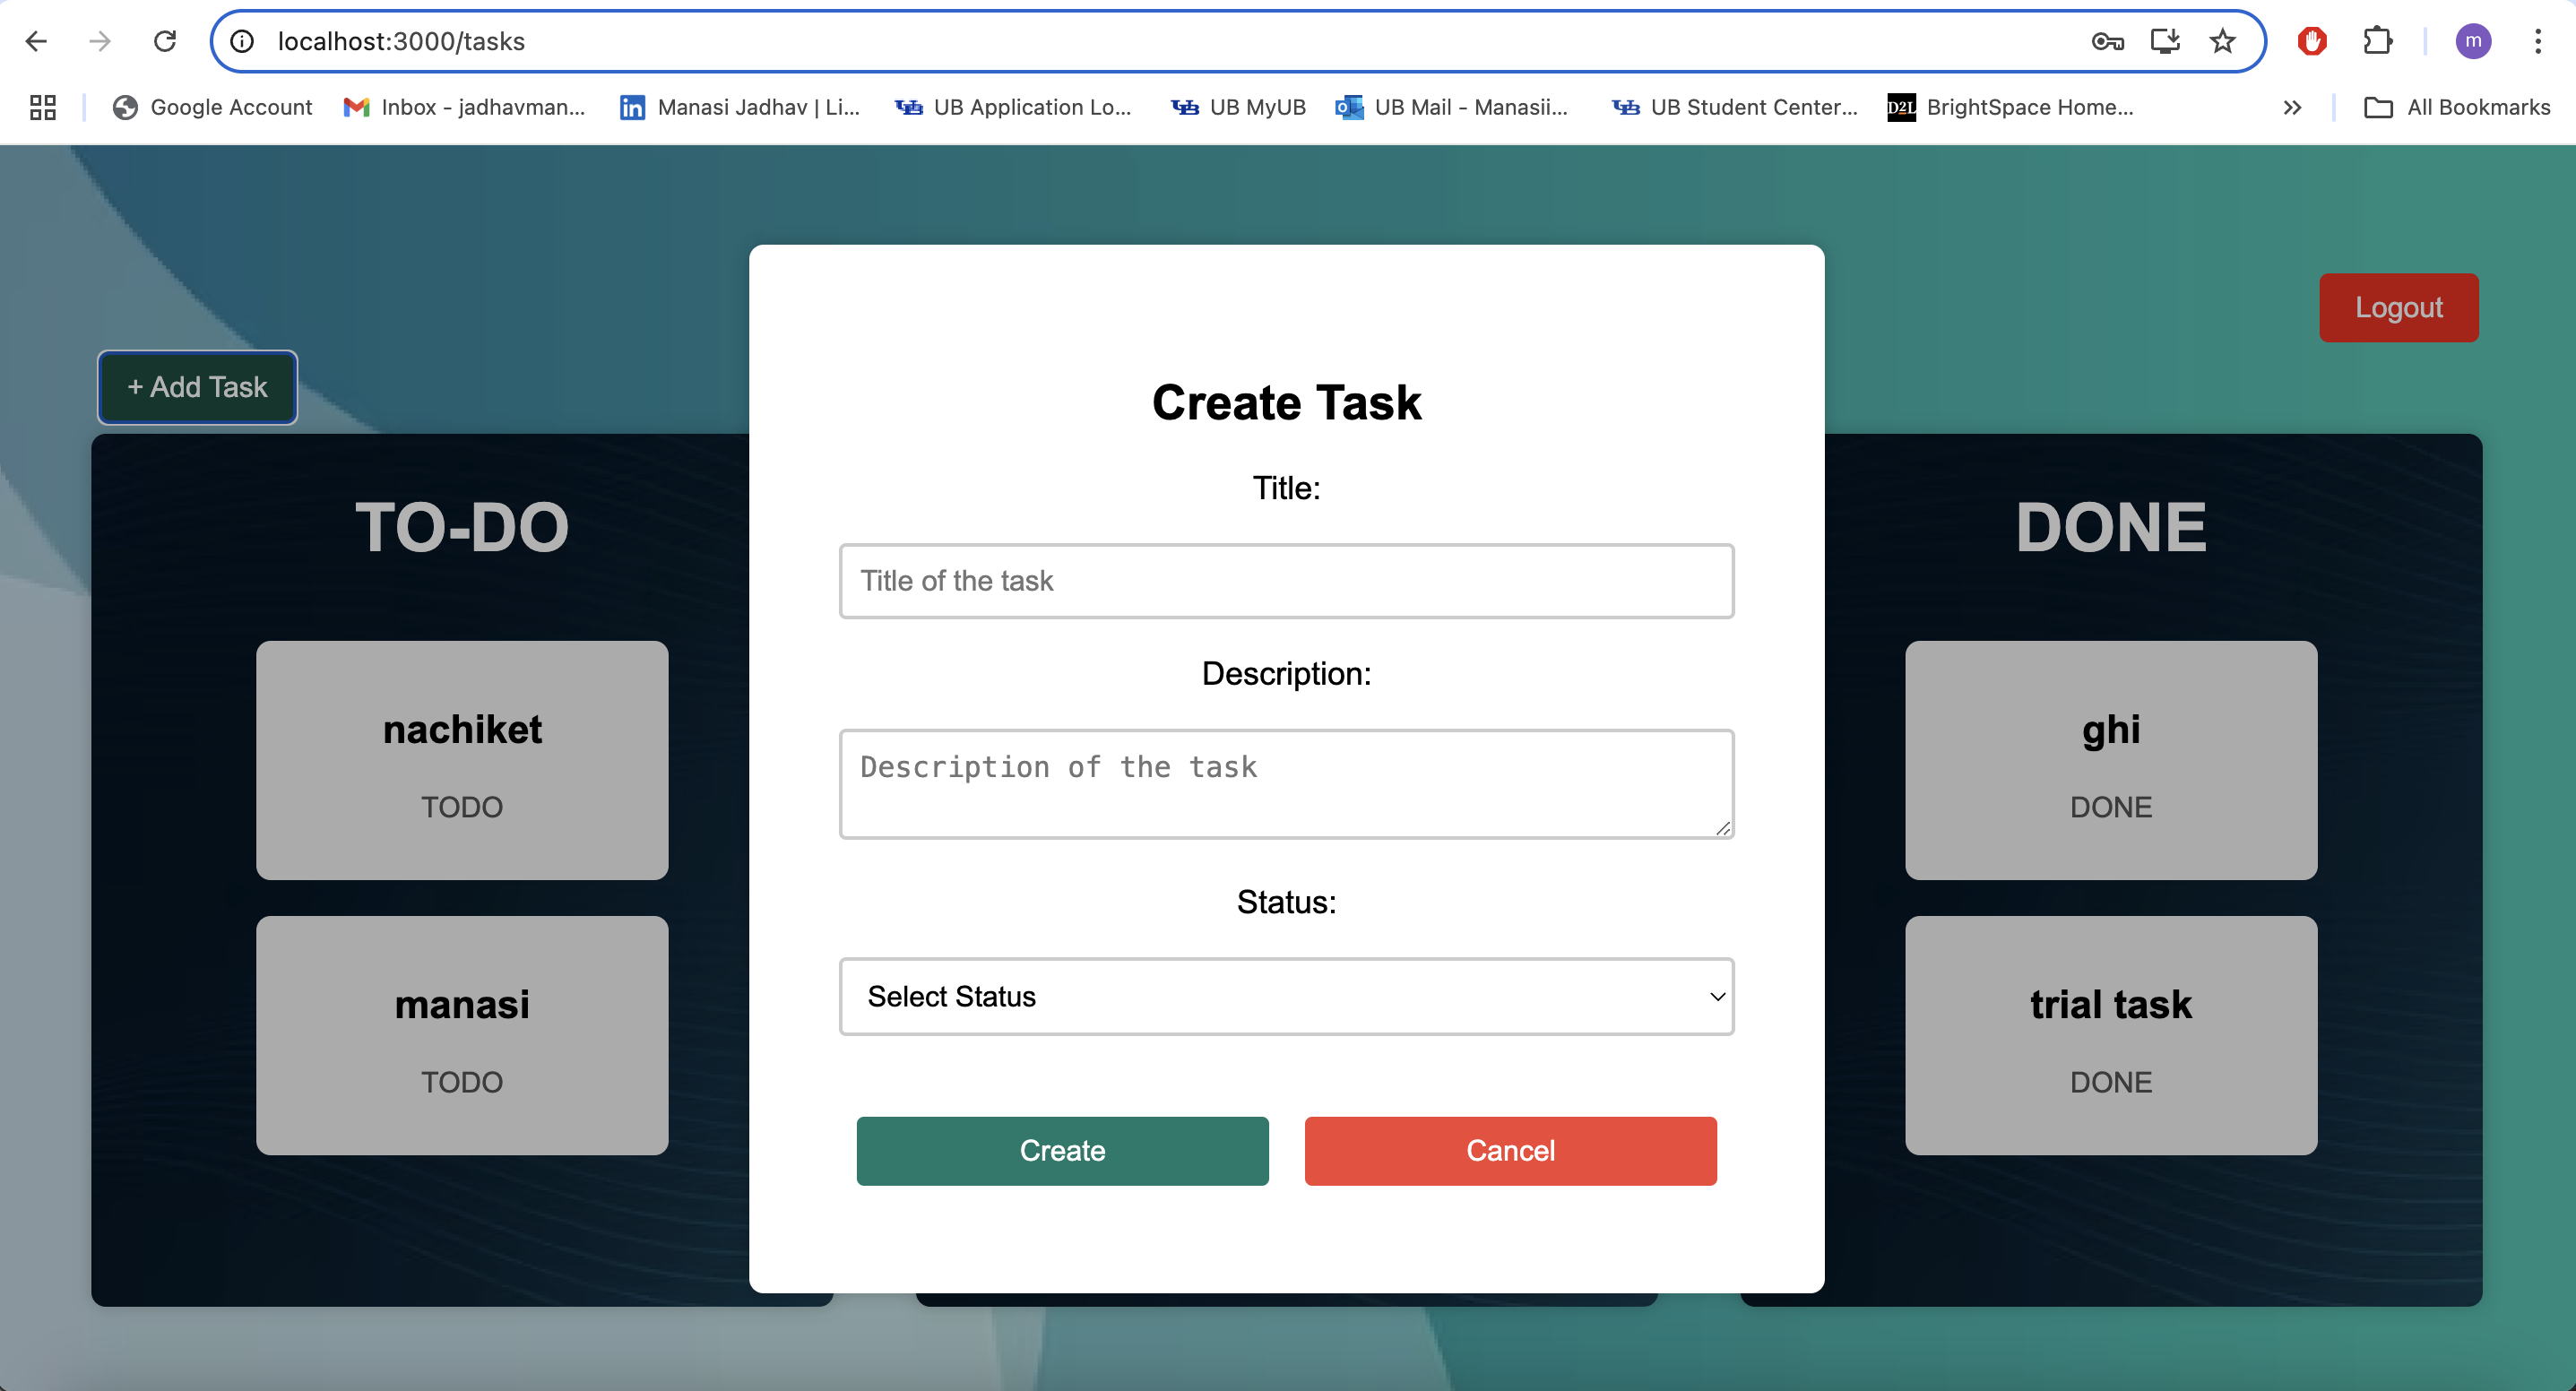 localhost:3000/tasks
m
Google Account
Inbox - jadhavman...
in
Manasi Jadhav | Li...
UB Application Lo...
UB MyUB
UB Mail - Manasii...
UB Student Center...
D2L
BrightSpace Home...
All Bookmarks
Logout
+ Add Task
TO-DO
nachiket
TODO
manasi
TODO
Create Task
Title:
Title of the task
Description:
Description of the task
Status:
Select Status
Create
Cancel
DONE
ghi
DONE
trial task
DONE